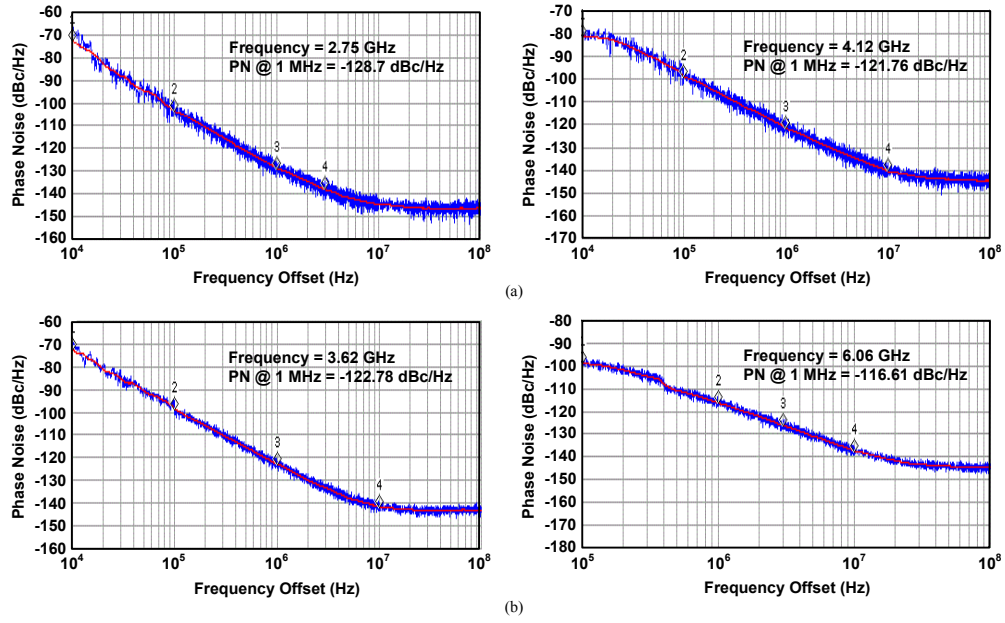 -60
-70
-80
-90
-100
-110
-120
-130
-140
-150
-160
Phase Noise (dBc/Hz)
Frequency = 2.75 GHz
PN @ 1 MHz = -128.7 dBc/Hz
2
3
4
10^4 10^5 10^6 10^7 10^8
Frequency Offset (Hz)
-70
-80
-90
-100
-110
-120
-130
-140
-150
-160
-170
Phase Noise (dBc/Hz)
Frequency = 4.12 GHz
PN @ 1 MHz = -121.76 dBc/Hz
2
3
4
10^4 10^5 10^6 10^7 10^8
Frequency Offset (Hz)
(a)
-60
-70
-80
-90
-100
-110
-120
-130
-140
-150
-160
Phase Noise (dBc/Hz)
Frequency = 3.62 GHz
PN @ 1 MHz = -122.78 dBc/Hz
2
3
4
10^4 10^5 10^6 10^7 10^8
Frequency Offset (Hz)
-80
-90
-100
-110
-120
-130
-140
-150
-160
-170
-180
Phase Noise (dBc/Hz)
Frequency = 6.06 GHz
PN @ 1 MHz = -116.61 dBc/Hz
2
3
4
10^5 10^6 10^7 10^8
Frequency Offset (Hz)
(b)